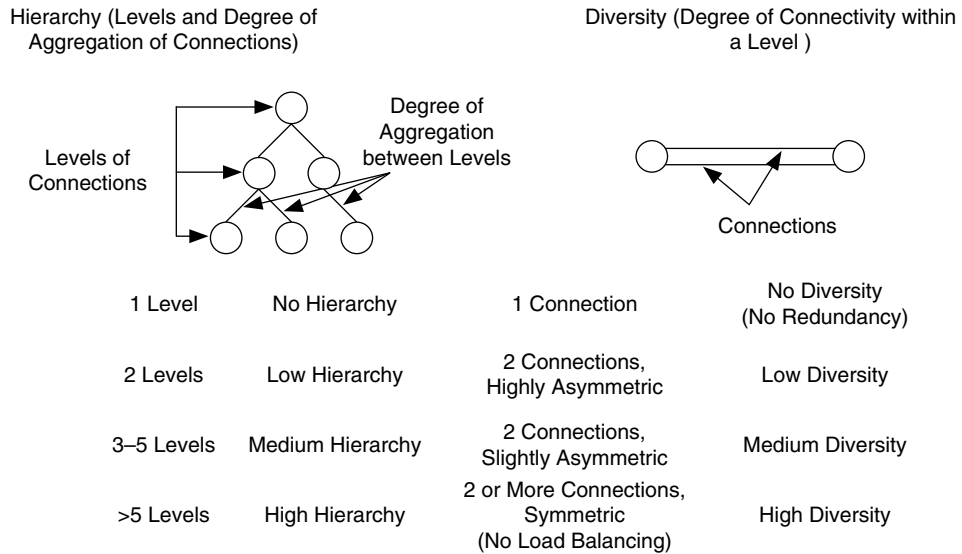 Hierarchy (Levels and Degree of
Aggregation of Connections)
Diversity (Degree of Connectivity within
a Level )
Levels of
Connections
Degree of
Aggregation
between Levels
Connections
1 Level
No Hierarchy
1 Connection
No Diversity
(No Redundancy)
2 Levels
Low Hierarchy
2 Connections,
Highly Asymmetric
Low Diversity
3–5 Levels
Medium Hierarchy
2 Connections,
Slightly Asymmetric
Medium Diversity
>5 Levels
High Hierarchy
2 or More Connections,
Symmetric
(No Load Balancing)
High Diversity